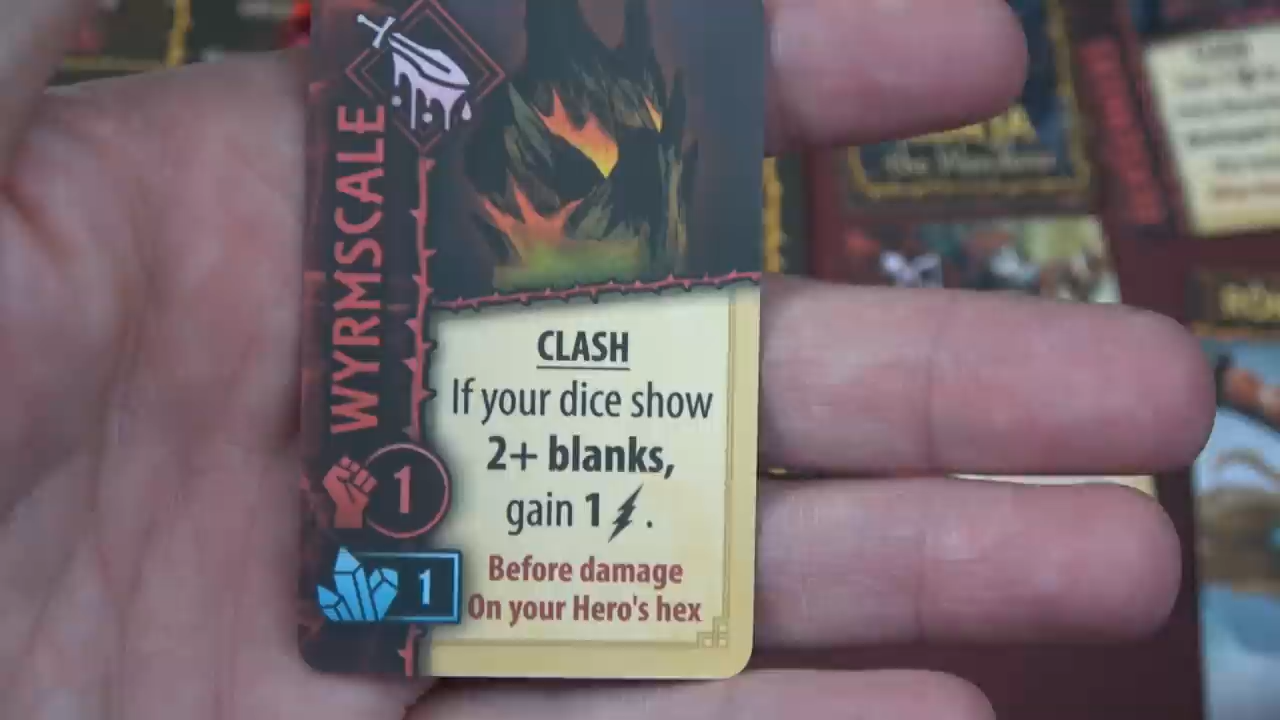 WYRMSCALE
1
1
CLASH
If your dice show
2+ blanks,
gain 1 .
Before damage
On your Hero's hex